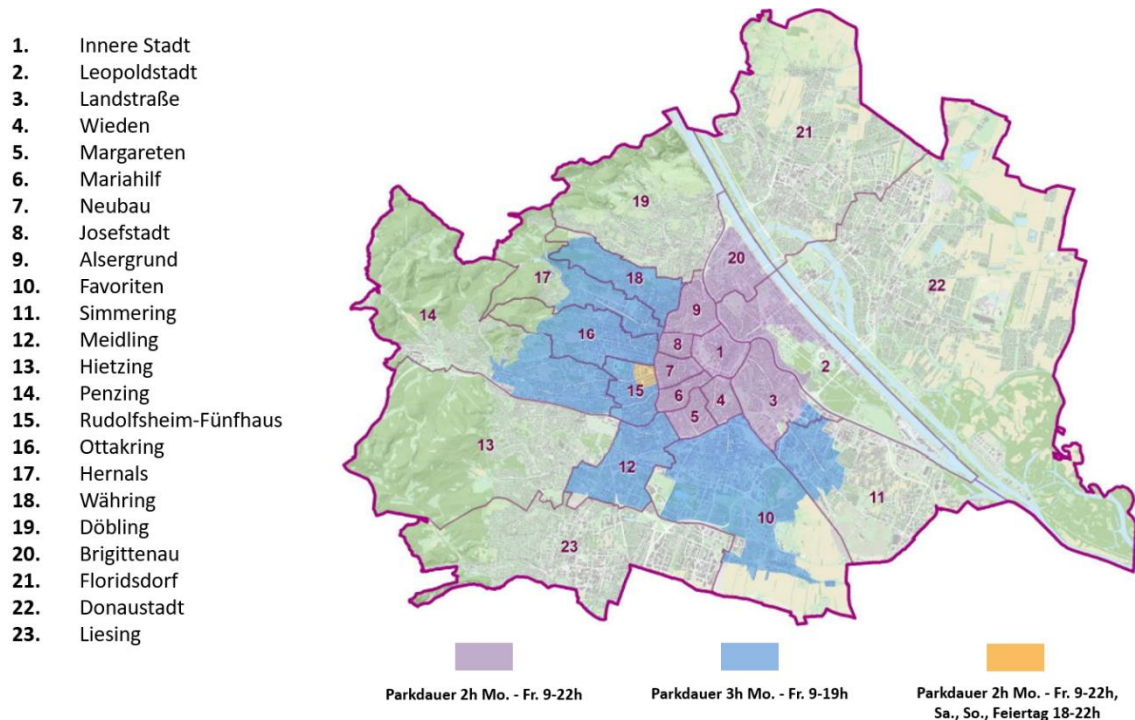 1. Innere Stadt
2. Leopoldstadt
3. Landstraße
4. Wieden
5. Margareten
6. Mariahilf
7. Neubau
8. Josefstadt
9. Alsergrund
10. Favoriten
11. Simmering
12. Meidling
13. Hietzing
14. Penzing
15. Rudolfsheim-Fünfhaus
16. Ottakring
17. Hernals
18. Währing
19. Döbling
20. Brigittenau
21. Floridsdorf
22. Donaustadt
23. Liesing
21
19
20
17
18
22
14
9
16
8
1
2
7
15
6
4
3
5
13
12
11
10
23
Parkdauer 2h Mo. - Fr. 9-22h
Parkdauer 3h Mo. - Fr. 9-19h
Parkdauer 2h Mo. - Fr. 9-22h,
Sa., So., Feiertag 18-22h